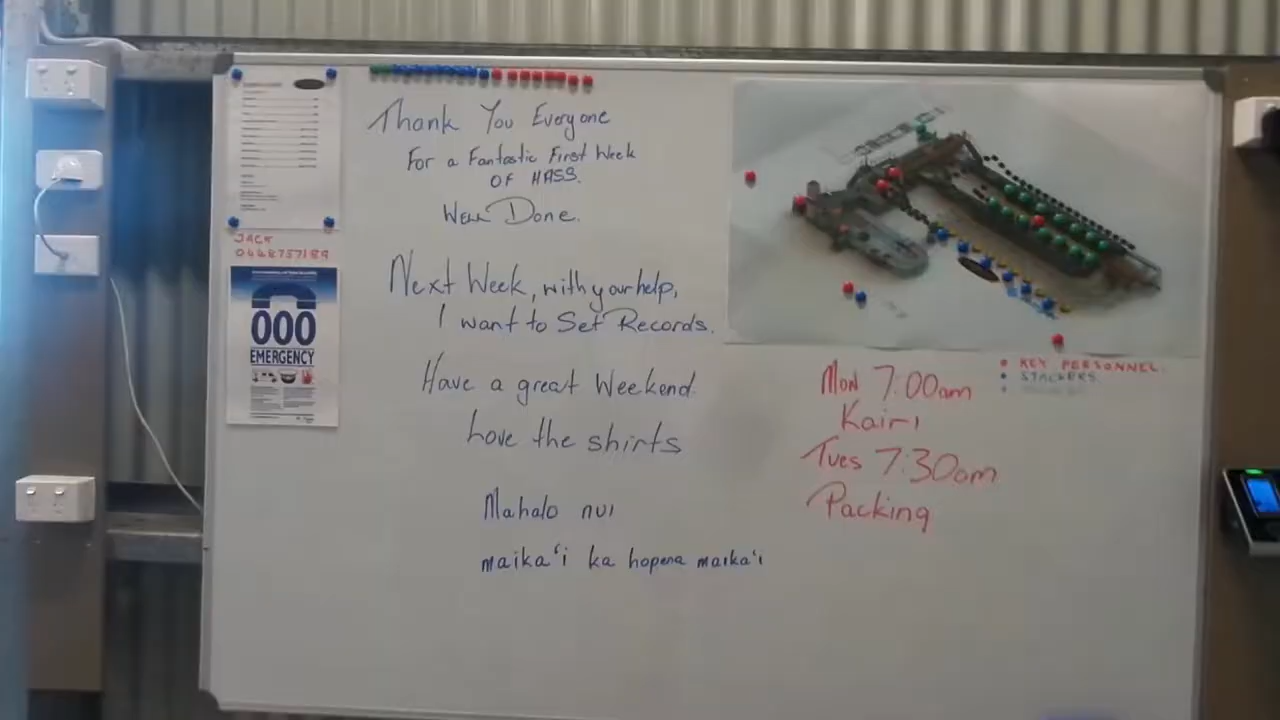 Thank You Everyone
For a Fantastic First Week
OF HASS.
Well Done.
Next Week, with your help,
I want to Set Records.
Have a great Weekend.
Love the shirts
Mahalo nui
maika'i ka hopena maika'i
JACK
0448757189
000
EMERGENCY
KEY PERSONNEL.
STACKERS
Mon 7:00am
Kairi
Tues 7:30am
Packing